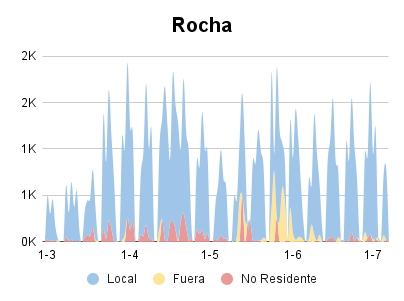 Rocha
2K
2K
1K
1K
0K
1-3 1-4 1-5 1-6 1-7
Local Fuera No Residente